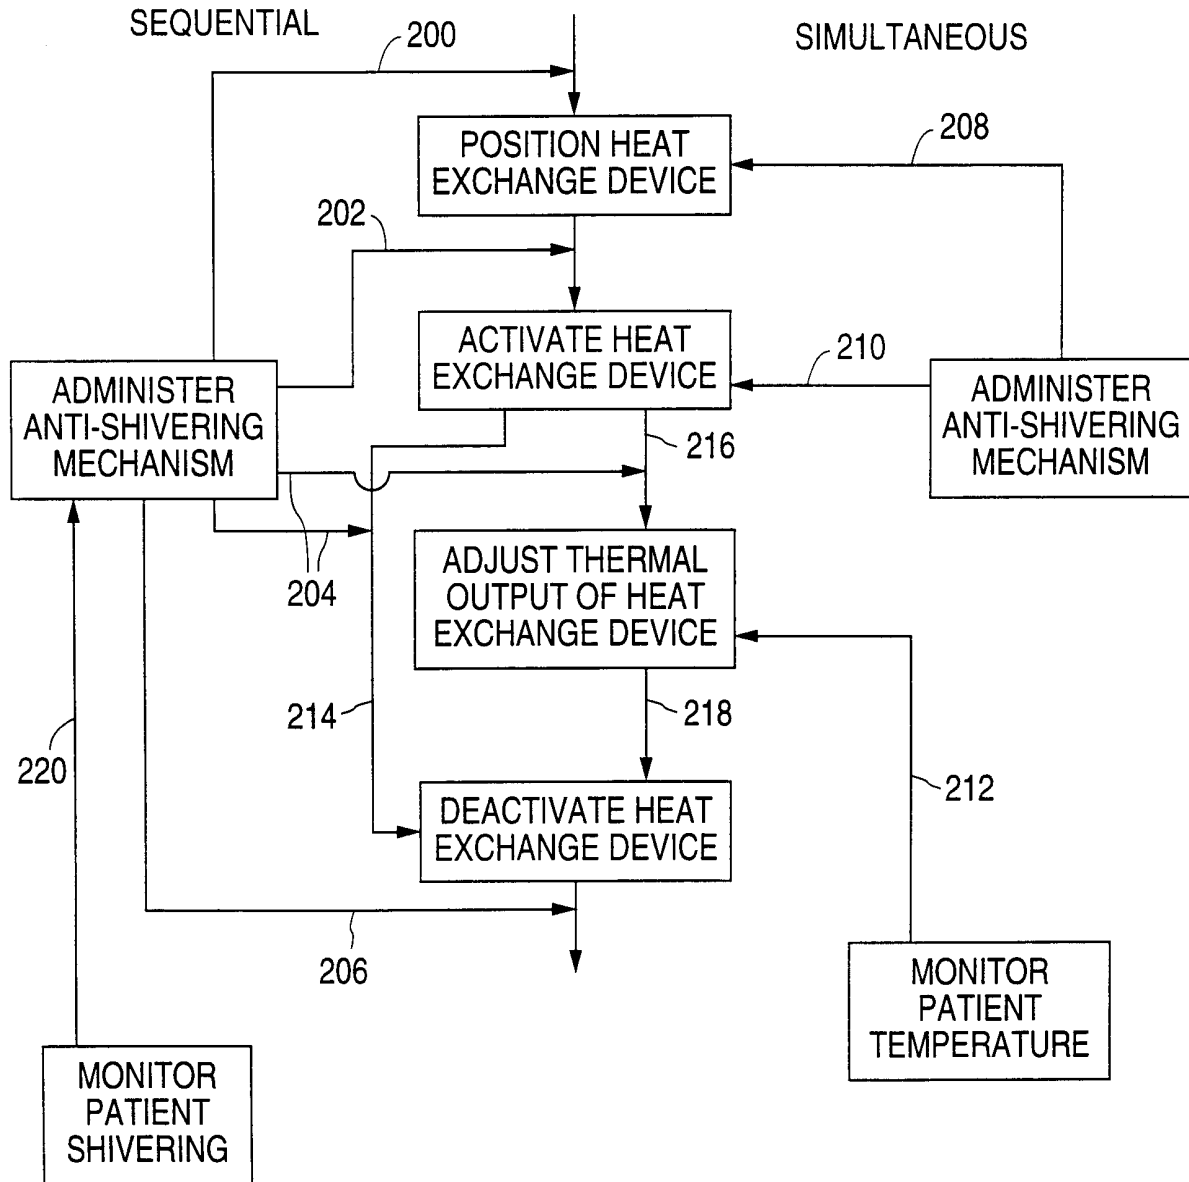 SEQUENTIAL
200
SIMULTANEOUS
POSITION HEAT
EXCHANGE DEVICE
208
202
ACTIVATE HEAT
EXCHANGE DEVICE
210
ADMINISTER
ANTI-SHIVERING
MECHANISM
ADMINISTER
ANTI-SHIVERING
MECHANISM
216
204
ADJUST THERMAL
OUTPUT OF HEAT
EXCHANGE DEVICE
214
218
220
212
DEACTIVATE HEAT
EXCHANGE DEVICE
206
MONITOR
PATIENT
TEMPERATURE
MONITOR
PATIENT
SHIVERING